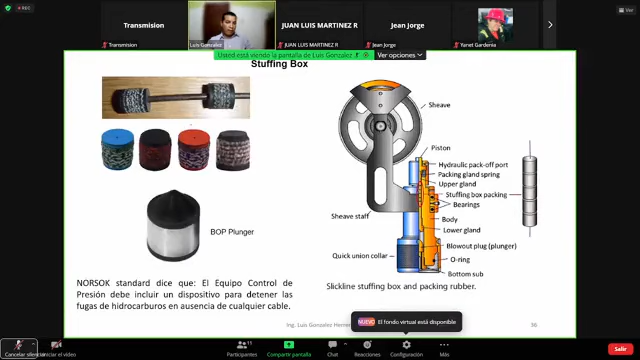 REC
Ver
Transmision
JUAN LUIS MARTINEZ R
Jean Jorge
Transmision
Luis Gonzalez
JUAN LUIS MARTINEZ R
Jean Jorge
Yanet Gardenia
Usted está viendo la pantalla de Luis Gonzalez
Ver opciones
Stuffing Box
Sheave
Piston
Hydraulic pack-off port
Packing gland spring
Upper gland
Stuffing box packing
Bearings
Sheave staff
Body
Lower gland
BOP Plunger
Blowout plug (plunger)
Quick union collar
O-ring
Bottom sub
NORSOK standard dice que: El Equipo Control de
Presión debe incluir un dispositivo para detener las
fugas de hidrocarburos en ausencia de cualquier cable.
Slickline stuffing box and packing rubber.
Ing. Luis Gonzalez Herner
36
NUEVO El fondo virtual está disponible
Cancelar silenciar
Iniciar el video
11
Participantes
Compartir pantalla
Chat
Reacciones
Configuración
Más
Salir